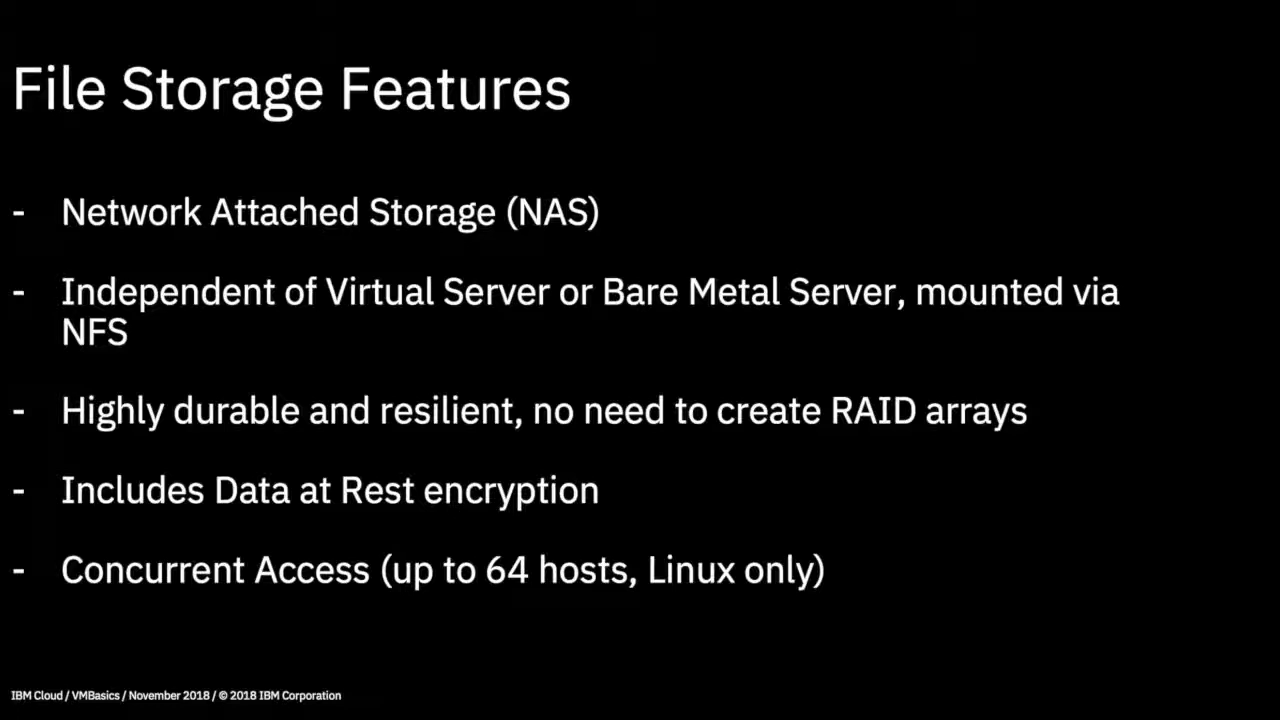 File Storage Features
- Network Attached Storage (NAS)
- Independent of Virtual Server or Bare Metal Server, mounted via
NFS
- Highly durable and resilient, no need to create RAID arrays
- Includes Data at Rest encryption
- Concurrent Access (up to 64 hosts, Linux only)
IBM Cloud / VMBasics / November 2018 / © 2018 IBM Corporation